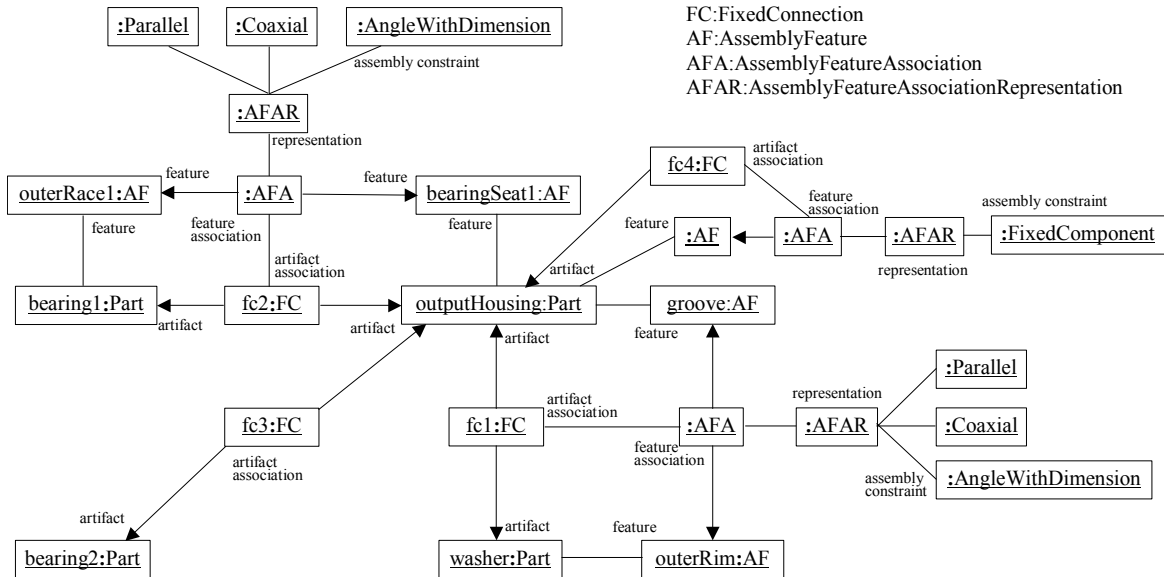 :Parallel
:Coaxial
:AngleWithDimension
FC:FixedConnection
AF:AssemblyFeature
AFA:AssemblyFeatureAssociation
AFAR:AssemblyFeatureAssociationRepresentation
assembly constraint
:AFAR
representation
outerRace1:AF
feature
:AFA
feature
bearingSeat1:AF
feature
feature
association
feature
artifact
association
fc4:FC
artifact
association
feature
association
assembly constraint
feature
:AF
:AFA
:AFAR
:FixedComponent
representation
artifact
bearing1:Part
artifact
fc2:FC
artifact
outputHousing:Part
artifact
groove:AF
feature
fc3:FC
artifact
association
artifact
bearing2:Part
fc1:FC
artifact
association
feature
association
:AFA
representation
:AFAR
:Parallel
:Coaxial
assembly
constraint
:AngleWithDimension
artifact
feature
washer:Part
outerRim:AF